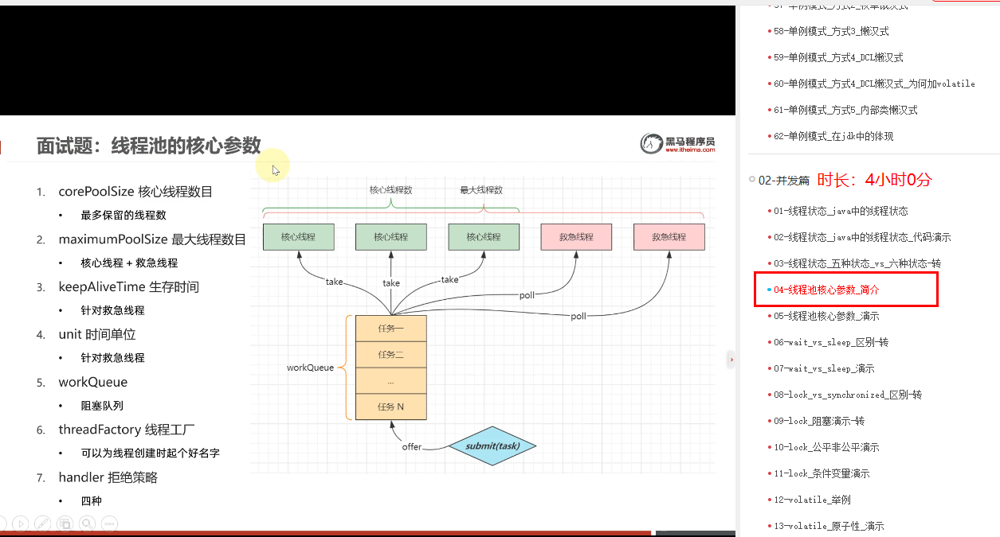 面试题：线程池的核心参数
黑马程序员
www.itheima.com
1. corePoolSize 核心线程数目
• 最多保留的线程数
2. maximumPoolSize 最大线程数目
• 核心线程 + 救急线程
3. keepAliveTime 生存时间
• 针对救急线程
4. unit 时间单位
• 针对救急线程
5. workQueue
• 阻塞队列
6. threadFactory 线程工厂
• 可以为线程创建时起个好名字
7. handler 拒绝策略
• 四种
核心线程数 最大线程数
核心线程 核心线程 核心线程 救急线程 救急线程
take take take poll poll
workQueue
任务一
任务二
...
任务 N
offer
submit(task)
58-单例模式_方式3_懒汉式
59-单例模式_方式4_DCL懒汉式
60-单例模式_方式4_DCL懒汉式_为何加volatile
61-单例模式_方式5_内部类懒汉式
62-单例模式_在jdk中的体现
02-并发篇 时长：4小时0分
01-线程状态_java中的线程状态
02-线程状态_java中的线程状态_代码演示
03-线程状态_五种状态_vs_六种状态-转
04-线程池核心参数_简介
05-线程池核心参数_演示
06-wait_vs_sleep_区别-转
07-wait_vs_sleep_演示
08-lock_vs_synchronized_区别-转
09-lock_阻塞演示-转
10-lock_公平非公平演示
11-lock_条件变量演示
12-volatile_举例
13-volatile_原子性_演示